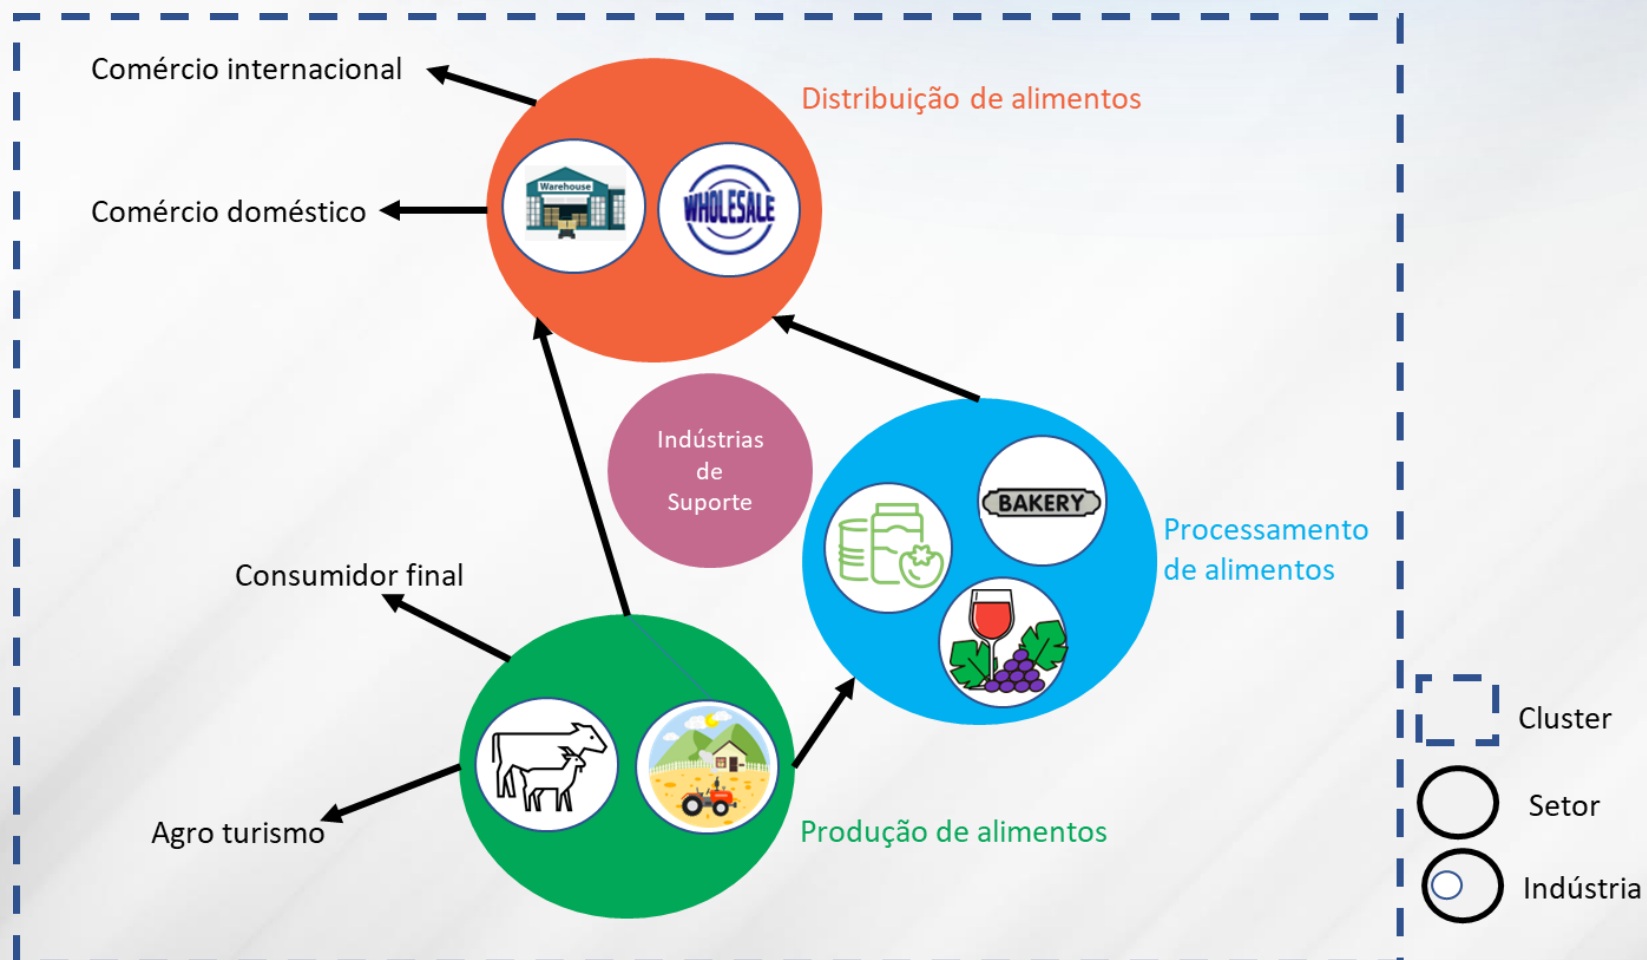 Comércio internacional
Distribuição de alimentos
Warehouse
WHOLESALE
Comércio doméstico
Indústrias
de
Suporte
BAKERY
Processamento
de alimentos
Consumidor final
Agro turismo
Produção de alimentos
Cluster
Setor
Indústria